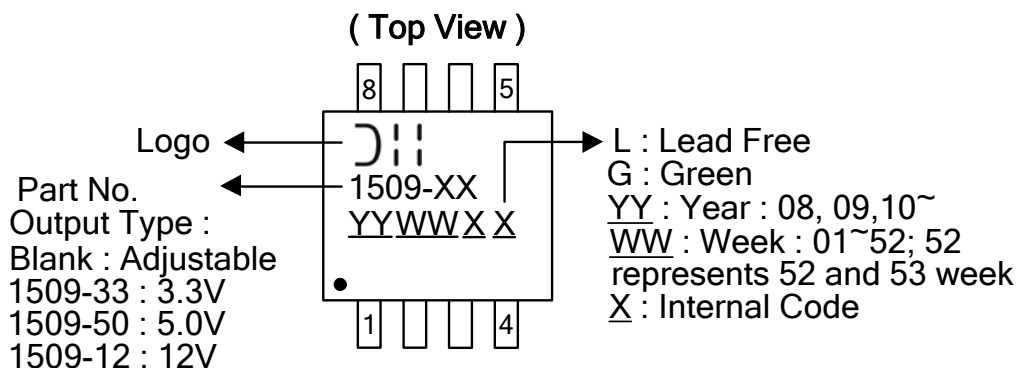 ( Top View )
8 5
Logo
1509-XX
YYWWX X
1 4
Part No.
Output Type :
Blank : Adjustable
1509-33 : 3.3V
1509-50 : 5.0V
1509-12 : 12V
L : Lead Free
G : Green
YY : Year : 08, 09,10~
WW : Week : 01~52; 52
represents 52 and 53 week
X : Internal Code